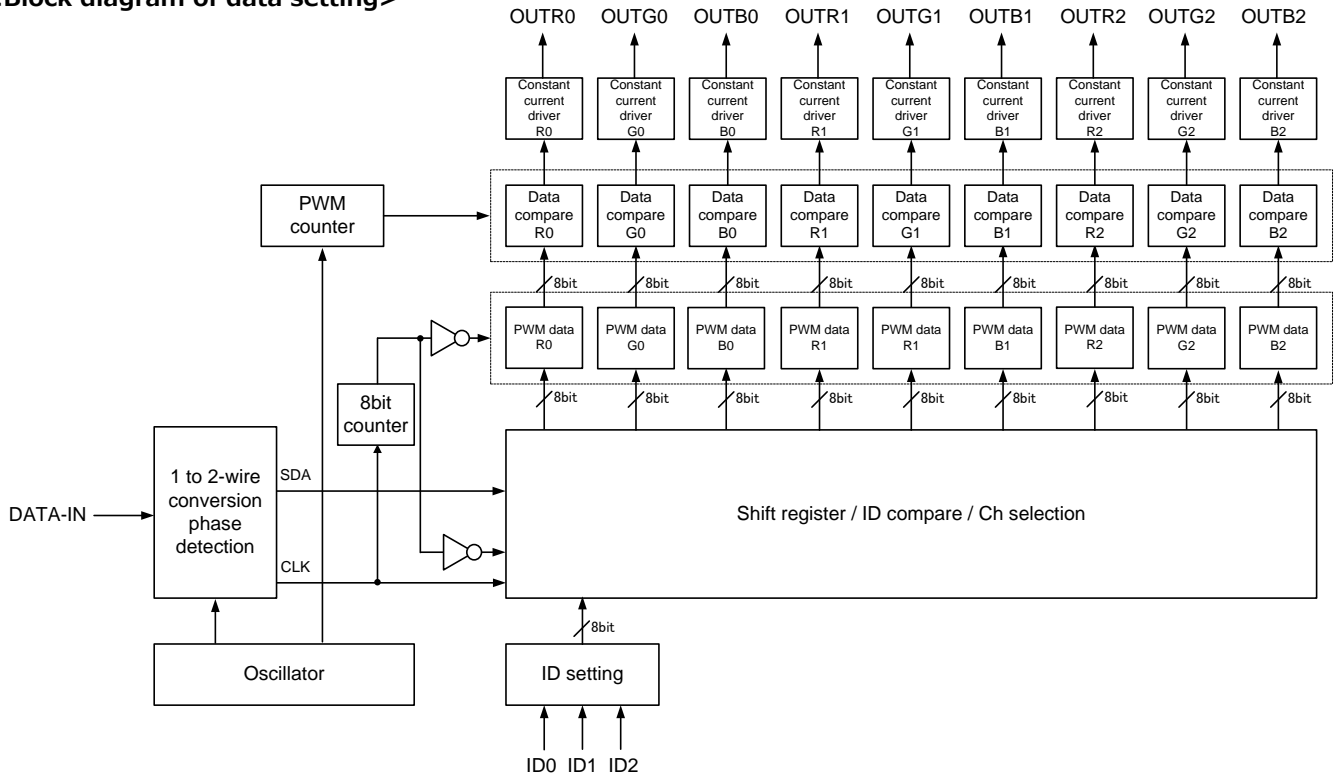 Block diagram of data setting>
OUTR0 OUTG0 OUTB0 OUTR1 OUTG1 OUTB1 OUTR2 OUTG2 OUTB2
Constant Constant Constant Constant Constant Constant Constant Constant Constant
current current current current current current current current current
driver driver driver driver driver driver driver driver driver
R0 G0 B0 R1 G1 B1 R2 G2 B2
PWM
counter
Data Data Data Data Data Data Data Data Data
compare compare compare compare compare compare compare compare compare
R0 G0 B0 R1 G1 B1 R2 G2 B2
8bit 8bit 8bit 8bit 8bit 8bit 8bit 8bit 8bit
PWM data PWM data PWM data PWM data PWM data PWM data PWM data PWM data PWM data
R0 G0 B0 R1 R1 B1 R2 G2 B2
8bit 8bit 8bit 8bit 8bit 8bit 8bit 8bit 8bit
8bit
counter
DATA-IN
1 to 2-wire
conversion
phase
detection
SDA
CLK
Shift register / ID compare / Ch selection
8bit
Oscillator
ID setting
ID0 ID1 ID2